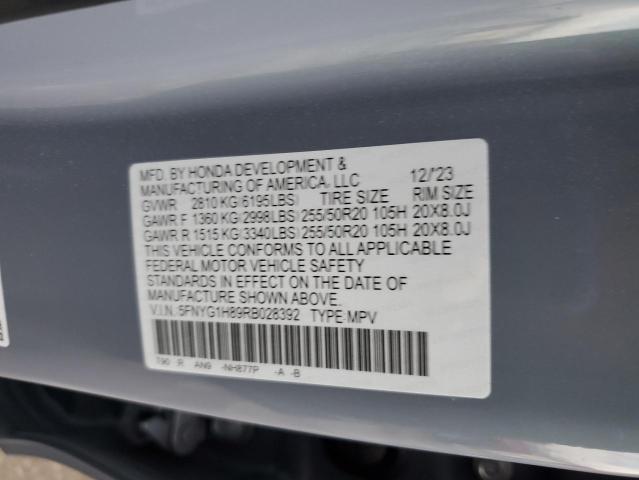 MFD. BY HONDA DEVELOPMENT &
MANUFACTURING OF AMERICA, LLC 12/'23
GVWR 2810 KG(6195LBS) TIRE SIZE RIM SIZE
GAWR F 1360 KG(2998LBS) 255/50R20 105H 20X8.0J
GAWR R 1515 KG(3340LBS) 255/50R20 105H 20X8.0J
THIS VEHICLE CONFORMS TO ALL APPLICABLE
FEDERAL MOTOR VEHICLE SAFETY
STANDARDS IN EFFECT ON THE DATE OF
MANUFACTURE SHOWN ABOVE.
V.I.N.:5FNYG1H89RB028392 TYPE:MPV
T90 :R AN9 -NH877P -A -B